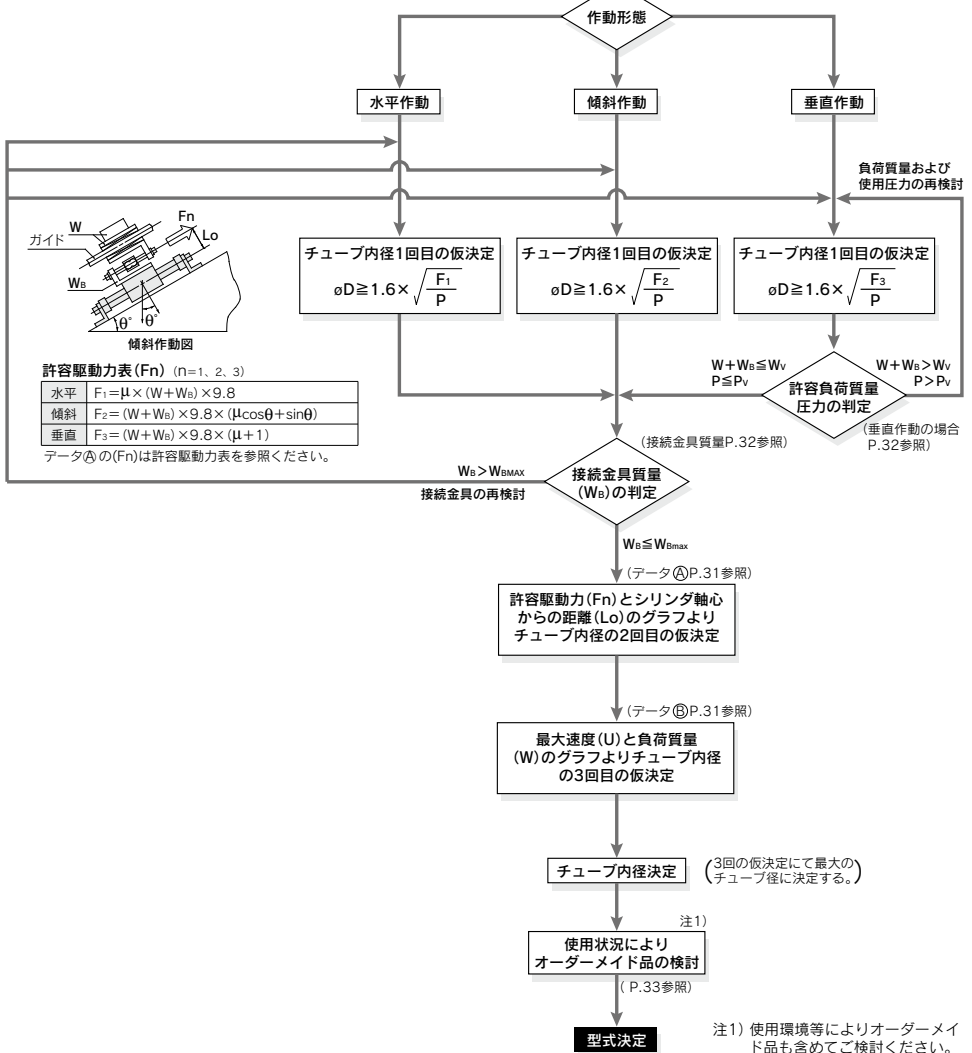 作動形態
水平作動
傾斜作動
垂直作動
負荷質量および
使用圧力の再検討
W
ガイド
Fn
Lo
WB
θ°
θ°
傾斜作動図
チューブ内径1回目の仮決定
øD≧1.6×√F1/P
チューブ内径1回目の仮決定
øD≧1.6×√F2/P
チューブ内径1回目の仮決定
øD≧1.6×√F3/P
許容駆動力表(Fn) (n=1、2、3)
水平 F1=μ×(W+WB)×9.8
傾斜 F2=(W+WB)×9.8×(μcosθ+sinθ)
垂直 F3=(W+WB)×9.8×(μ+1)
データⒶの(Fn)は許容駆動力表を参照ください。
W+WB≦Wv
P≦Pv
許容負荷質量
圧力の判定
W+WB>Wv
P>Pv
(垂直作動の場合
P.32参照)
(接続金具質量P.32参照)
WB>WBMAX
接続金具の再検討
接続金具質量
(WB)の判定
WB≦WBmax
(データⒶP.31参照)
許容駆動力(Fn)とシリンダ軸心
からの距離(Lo)のグラフより
チューブ内径の2回目の仮決定
(データⒷP.31参照)
最大速度(U)と負荷質量
(W)のグラフよりチューブ内径
の3回目の仮決定
チューブ内径決定
(3回の仮決定にて最大の
チューブ径に決定する。)
注1)
使用状況により
オーダーメイド品の検討
( P.33参照)
型式決定
注1) 使用環境等によりオーダーメイ
ド品も含めてご検討ください。